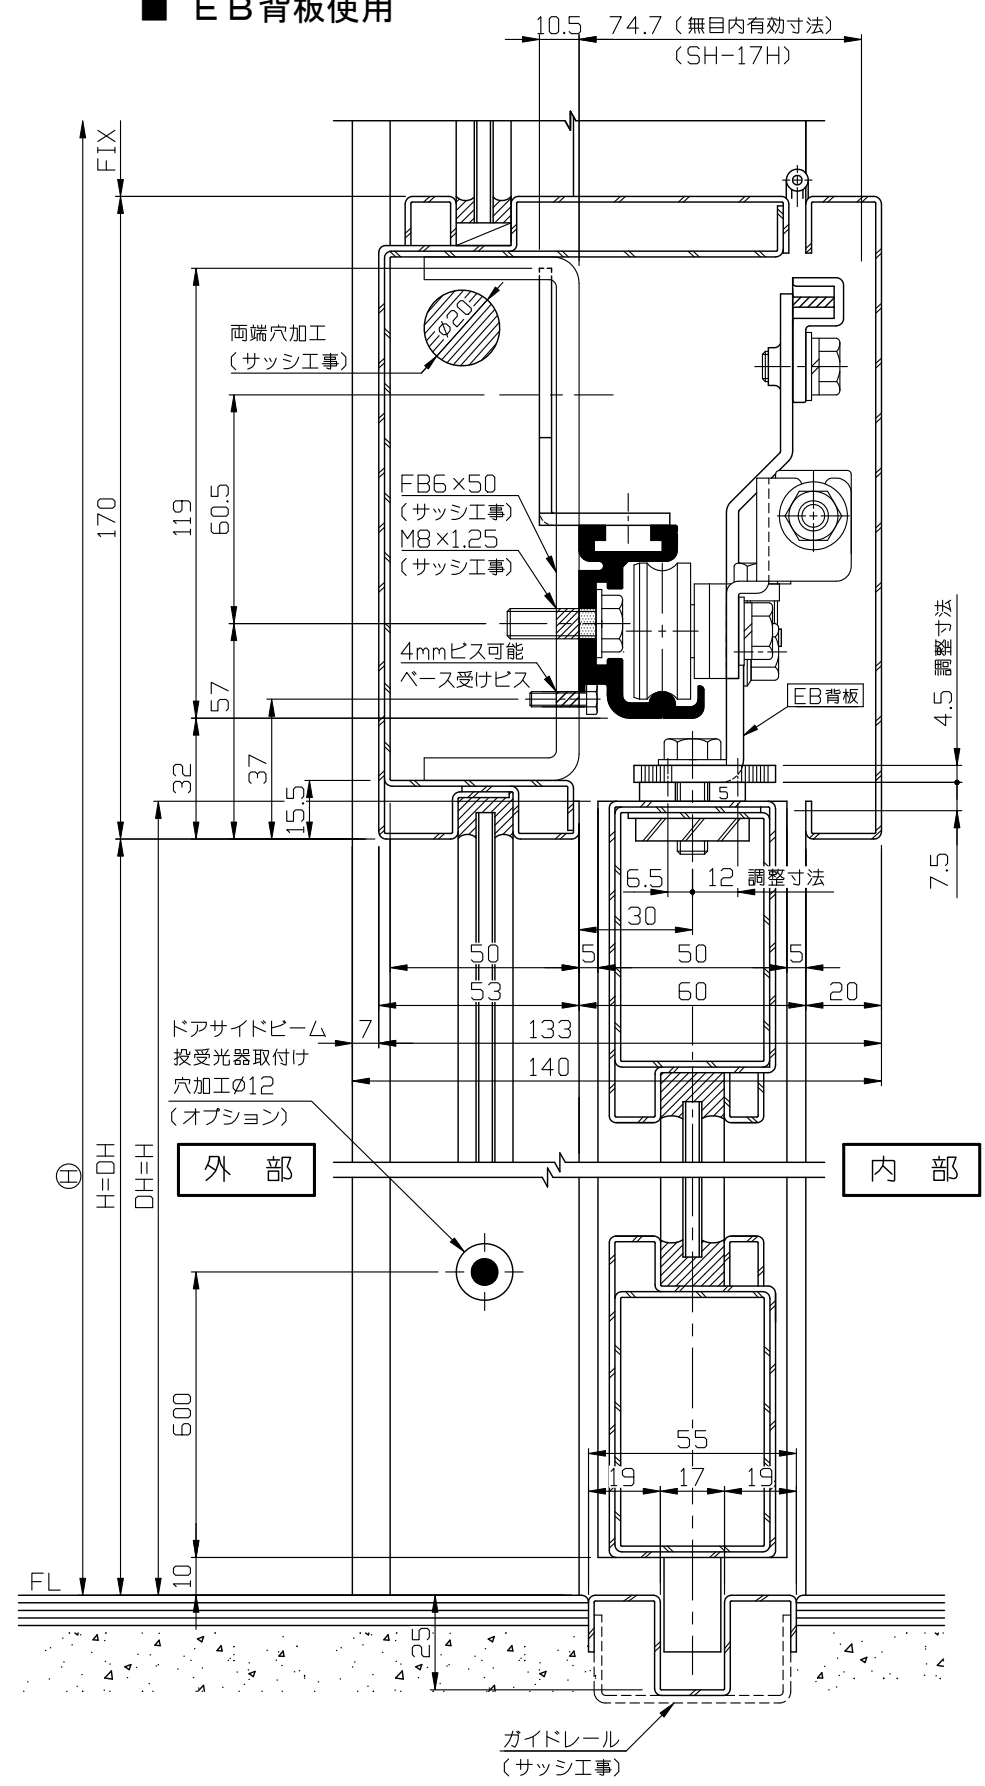 ■ EB背板使用
10.5
74.7 (無目内有効寸法)
(SH-17H)
FIX
両端穴加工
(サッシ工事)
ø20
170
119
60.5
FB6×50
(サッシ工事)
M8×1.25
(サッシ工事)
4mmビス可能
ベース受けビス
57
32
37
15.5
EB背板
4.5 調整寸法
7.5
5
6.5
12 調整寸法
30
50
5
50
5
53
60
20
7
133
140
ドアサイドビーム
投受光器取付け
穴加工ø12
(オプション)
外 部
内 部
Ⓗ
H=DH
DH=H
600
55
19
17
19
10
FL
25
ガイドレール
(サッシ工事)